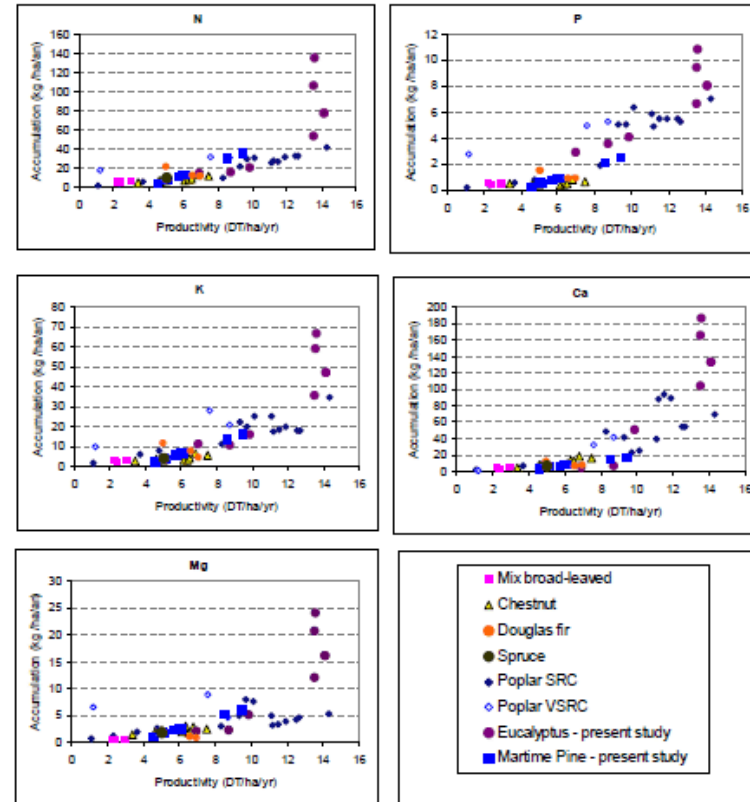 N
Accumulation (kg /ha/an)
160
140
120
100
80
60
40
20
0
0 2 4 6 8 10 12 14 16
Productivity (DT/ha/yr)
P
Accumulation (kg /ha/an)
12
10
8
6
4
2
0
0 2 4 6 8 10 12 14 16
Productivity (DT/ha/yr)
K
Accumulation (kg /ha/an)
80
70
60
50
40
30
20
10
0
0 2 4 6 8 10 12 14 16
Productivity (DT/ha/yr)
Ca
Accumulation (kg /ha/an)
200
180
160
140
120
100
80
60
40
20
0
0 2 4 6 8 10 12 14 16
Productivity (DT/ha/yr)
Mg
Accumulation (kg /ha/an)
30
25
20
15
10
5
0
0 2 4 6 8 10 12 14 16
Productivity (DT/ha/yr)
Mix broad-leaved
Chestnut
Douglas fir
Spruce
Poplar SRC
Poplar VSRC
Eucalyptus - present study
Martime Pine - present study